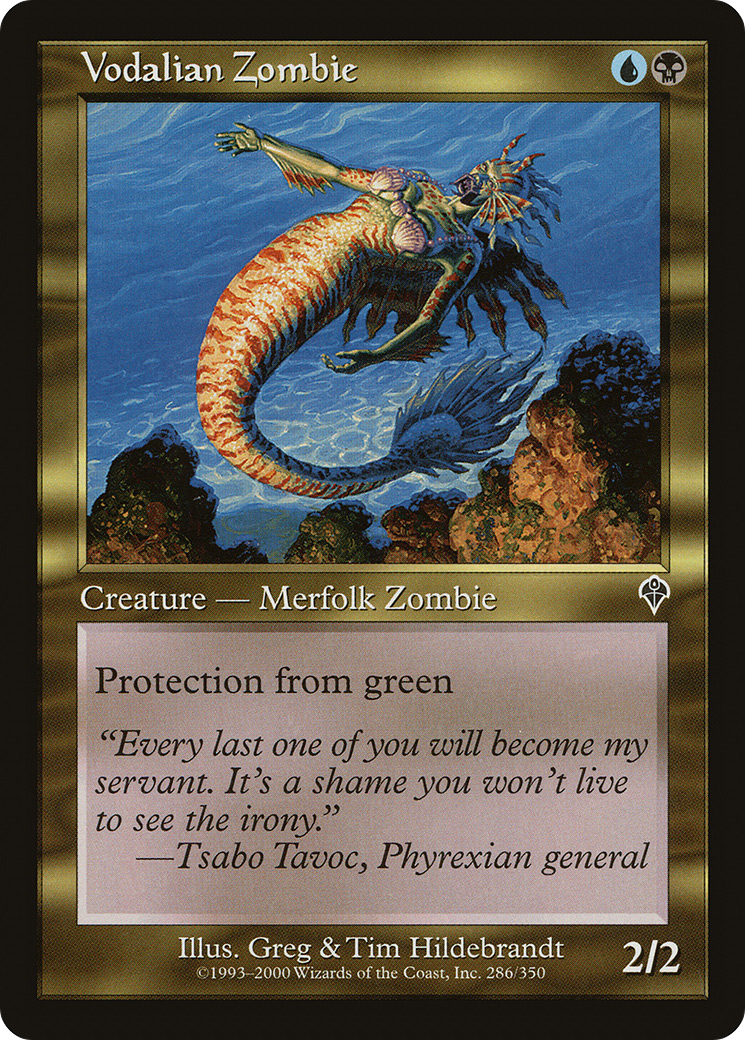 Vodalian Zombie
Creature — Merfolk Zombie
Protection from green
“Every last one of you will become my
servant. It’s a shame you won’t live
to see the irony.”
—Tsabo Tavoc, Phyrexian general
Illus. Greg & Tim Hildebrandt
©1993–2000 Wizards of the Coast, Inc. 286/350
2/2